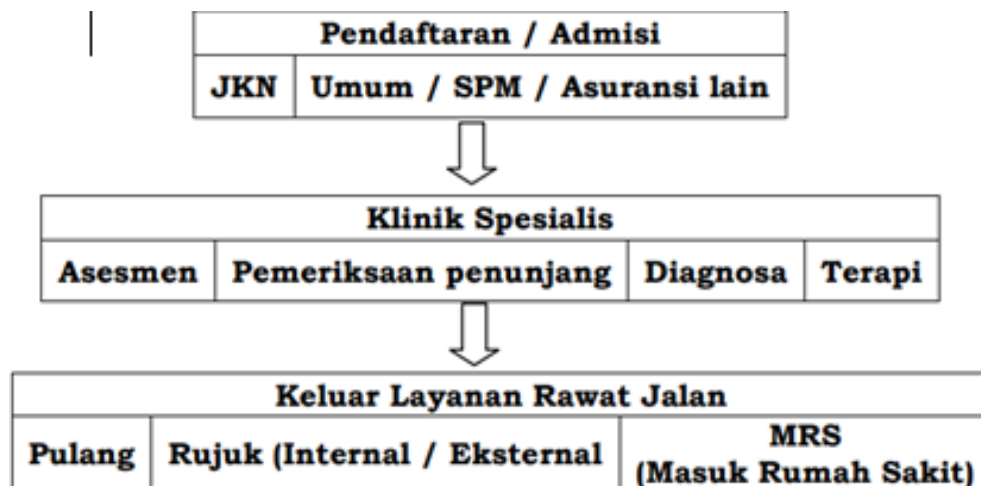 Pendaftaran / Admisi
JKN Umum / SPM / Asuransi lain
Klinik Spesialis
Asesmen Pemeriksaan penunjang Diagnosa Terapi
Keluar Layanan Rawat Jalan
Pulang Rujuk (Internal / Eksternal MRS
(Masuk Rumah Sakit)